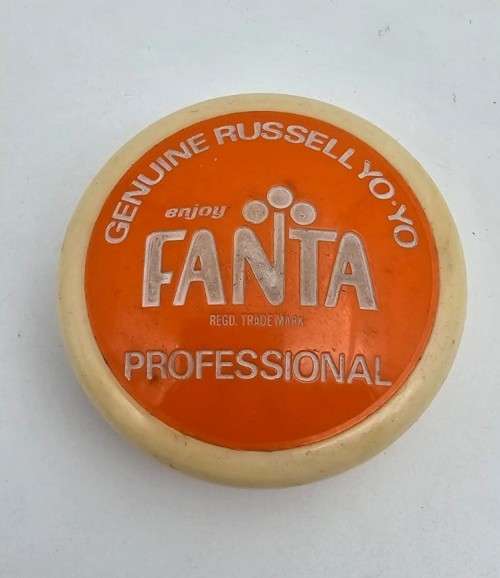 GENUINE RUSSELL YO-YO
enjoy
FANTA
REGD. TRADE MARK
PROFESSIONAL